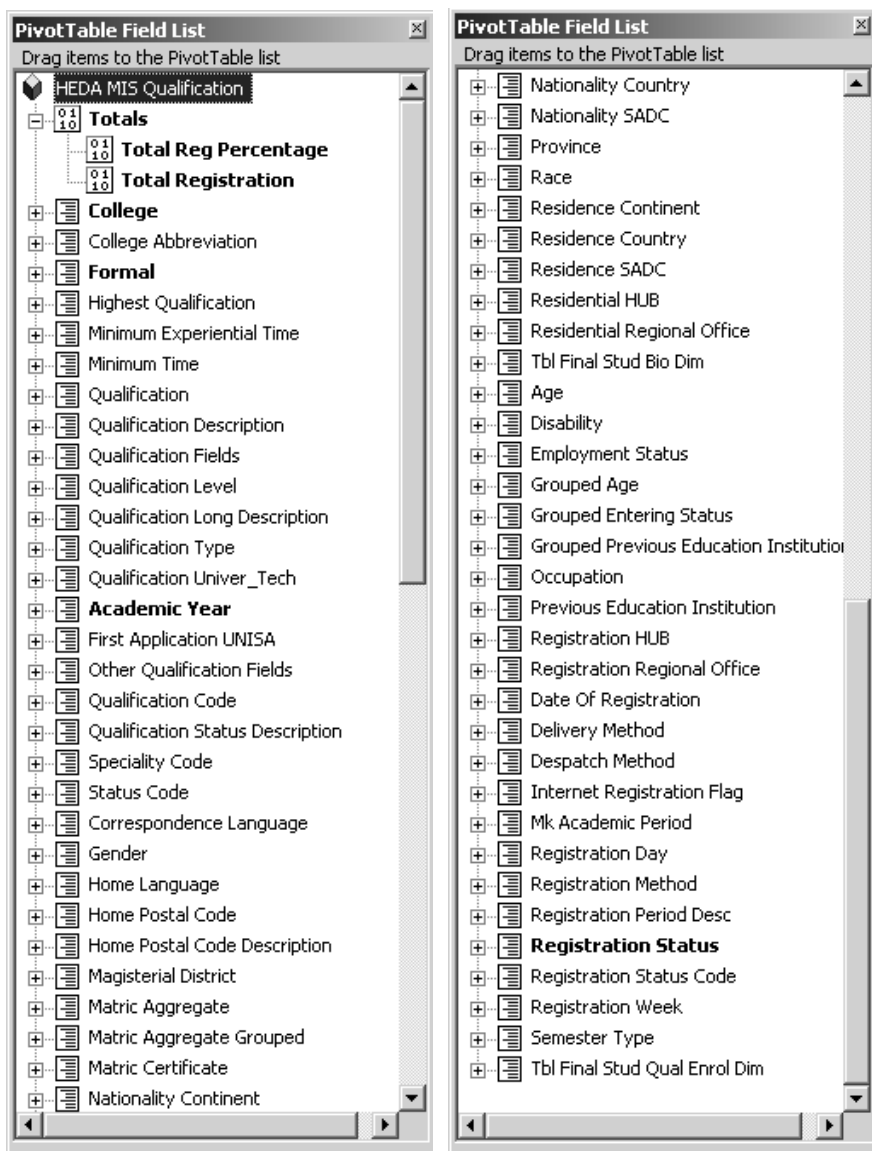 PivotTable Field List
Drag items to the PivotTable list
HEDA MIS Qualification
Totals
Total Reg Percentage
Total Registration
College
College Abbreviation
Formal
Highest Qualification
Minimum Experiential Time
Minimum Time
Qualification
Qualification Description
Qualification Fields
Qualification Level
Qualification Long Description
Qualification Type
Qualification Univer_Tech
Academic Year
First Application UNISA
Other Qualification Fields
Qualification Code
Qualification Status Description
Speciality Code
Status Code
Correspondence Language
Gender
Home Language
Home Postal Code
Home Postal Code Description
Magisterial District
Matric Aggregate
Matric Aggregate Grouped
Matric Certificate
Nationality Continent
PivotTable Field List
Drag items to the PivotTable list
Nationality Country
Nationality SADC
Province
Race
Residence Continent
Residence Country
Residence SADC
Residential HUB
Residential Regional Office
Tbl Final Stud Bio Dim
Age
Disability
Employment Status
Grouped Age
Grouped Entering Status
Grouped Previous Education Institution
Occupation
Previous Education Institution
Registration HUB
Registration Regional Office
Date Of Registration
Delivery Method
Despatch Method
Internet Registration Flag
Mk Academic Period
Registration Day
Registration Method
Registration Period Desc
Registration Status
Registration Status Code
Registration Week
Semester Type
Tbl Final Stud Qual Enrol Dim